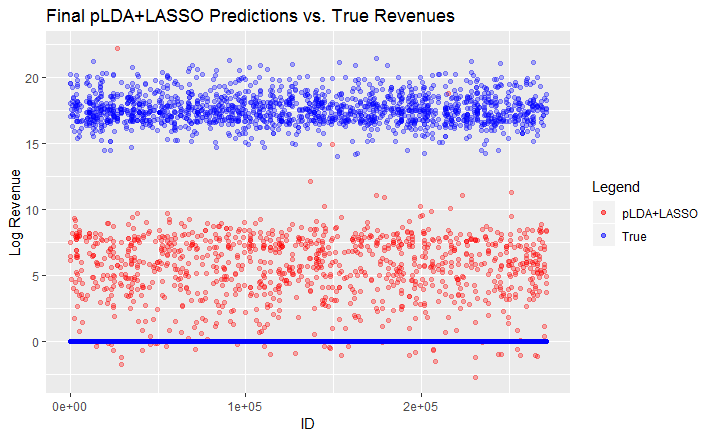 Final pLDA+LASSO Predictions vs. True Revenues
Log Revenue
20
15
10
5
0
0e+00
1e+05
2e+05
ID
Legend
pLDA+LASSO
True